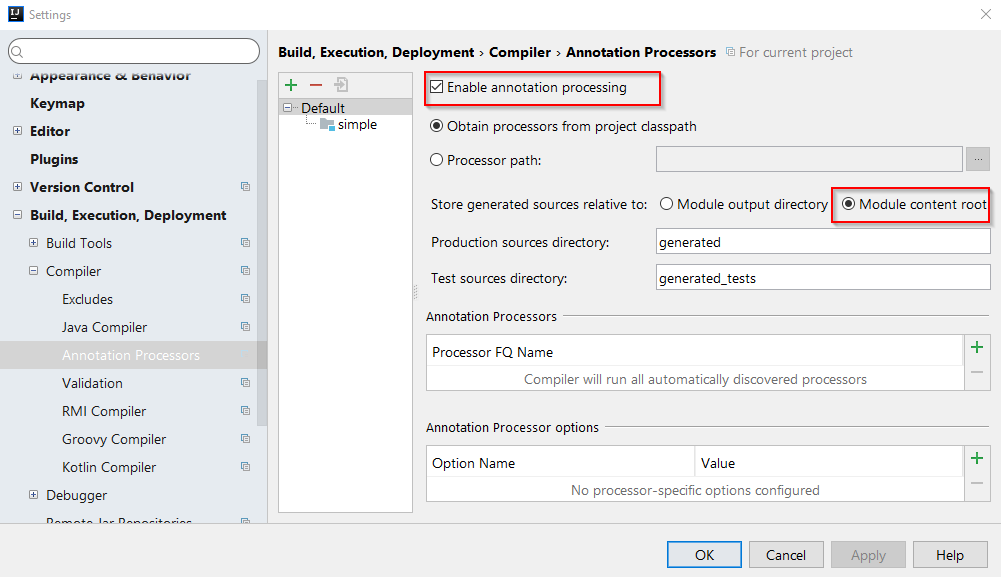 Settings
Appearance & Behavior
Keymap
Editor
Plugins
Version Control
Build, Execution, Deployment
Build Tools
Compiler
Excludes
Java Compiler
Annotation Processors
Validation
RMI Compiler
Groovy Compiler
Kotlin Compiler
Debugger
Remote Jar Repositories
Build, Execution, Deployment › Compiler › Annotation Processors For current project
Default
simple
Enable annotation processing
Obtain processors from project classpath
Processor path:
...
Store generated sources relative to: Module output directory Module content root
Production sources directory: generated
Test sources directory: generated_tests
Annotation Processors
Processor FQ Name
Compiler will run all automatically discovered processors
Annotation Processor options
Option Name Value
No processor-specific options configured
OK Cancel Apply Help